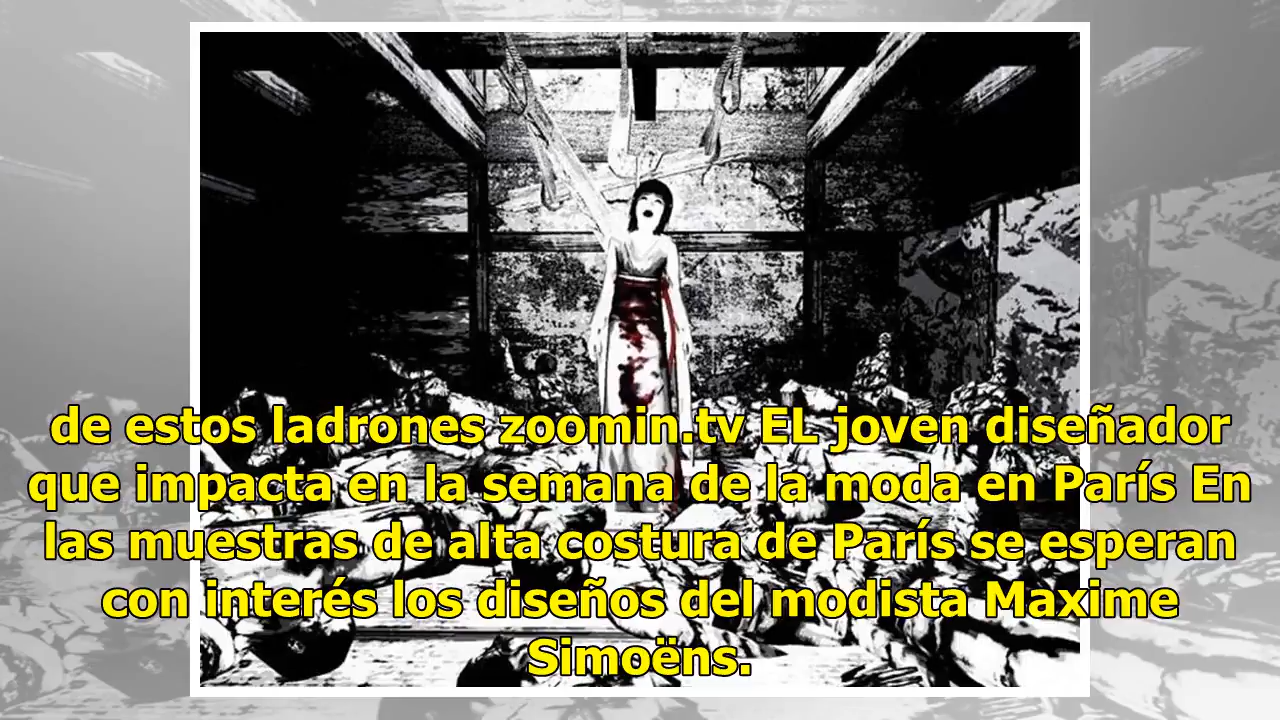 de estos ladrones zoomin.tv EL joven diseñador
que impacta en la semana de la moda en París En
las muestras de alta costura de París se esperan
con interés los diseños del modista Maxime
Simoëns.